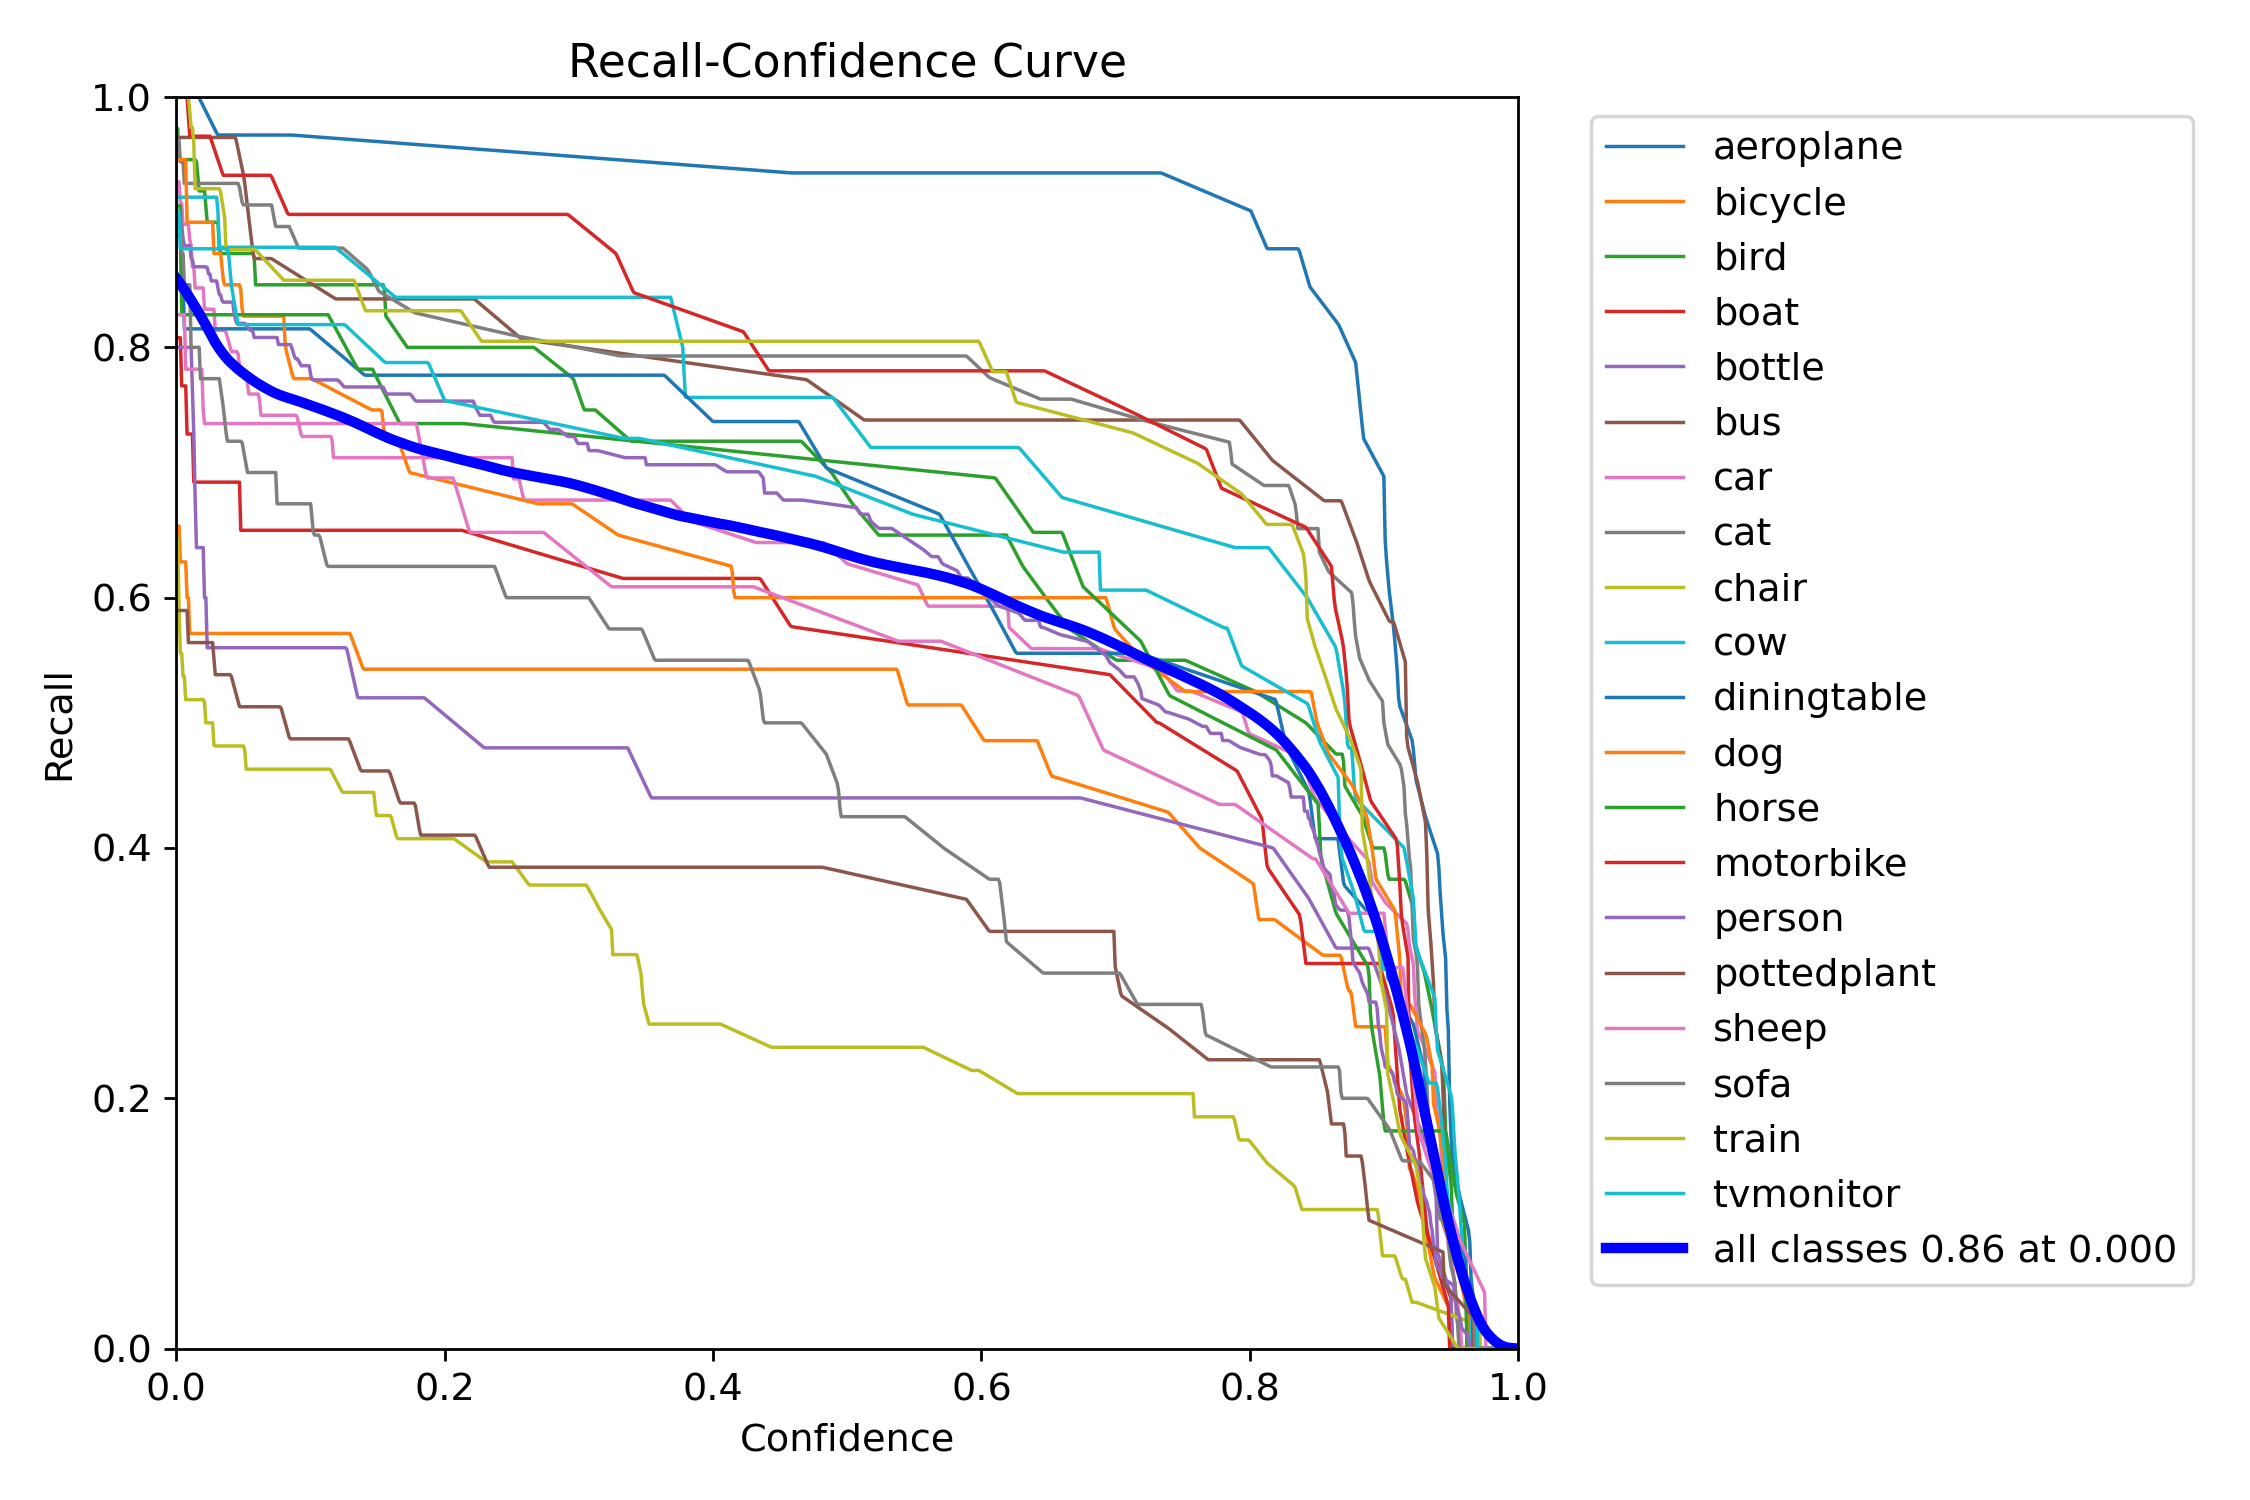 Recall-Confidence Curve
1.0
0.8
0.6
0.4
0.2
0.0
Recall
0.0 0.2 0.4 0.6 0.8 1.0
Confidence
aeroplane
bicycle
bird
boat
bottle
bus
car
cat
chair
cow
diningtable
dog
horse
motorbike
person
pottedplant
sheep
sofa
train
tvmonitor
all classes 0.86 at 0.000